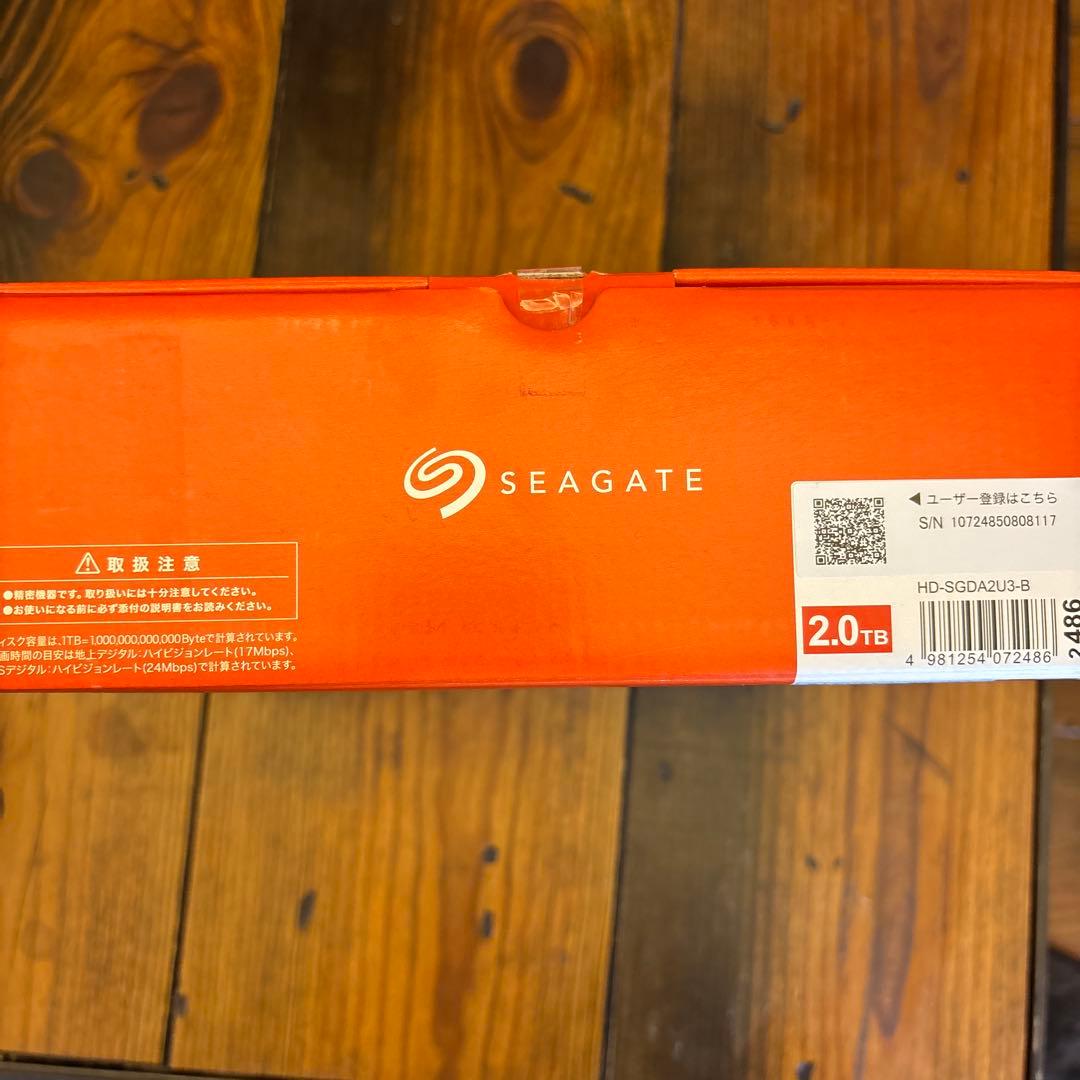 SEAGATE
◀ ユーザー登録はこちら
S/N 10724850808117
HD-SGDA2U3-B
2.0TB
4 981254 072486
2486
⚠ 取扱注意
●精密機器です。取り扱いには十分注意してください。
●お使いになる前に必ず添付の説明書をお読みください。
ィスク容量は、1TB=1,000,000,000,000Byteで計算されています。
画時間の目安は地上デジタル:ハイビジョンレート(17Mbps)、
Sデジタル:ハイビジョンレート(24Mbps)で計算されています。